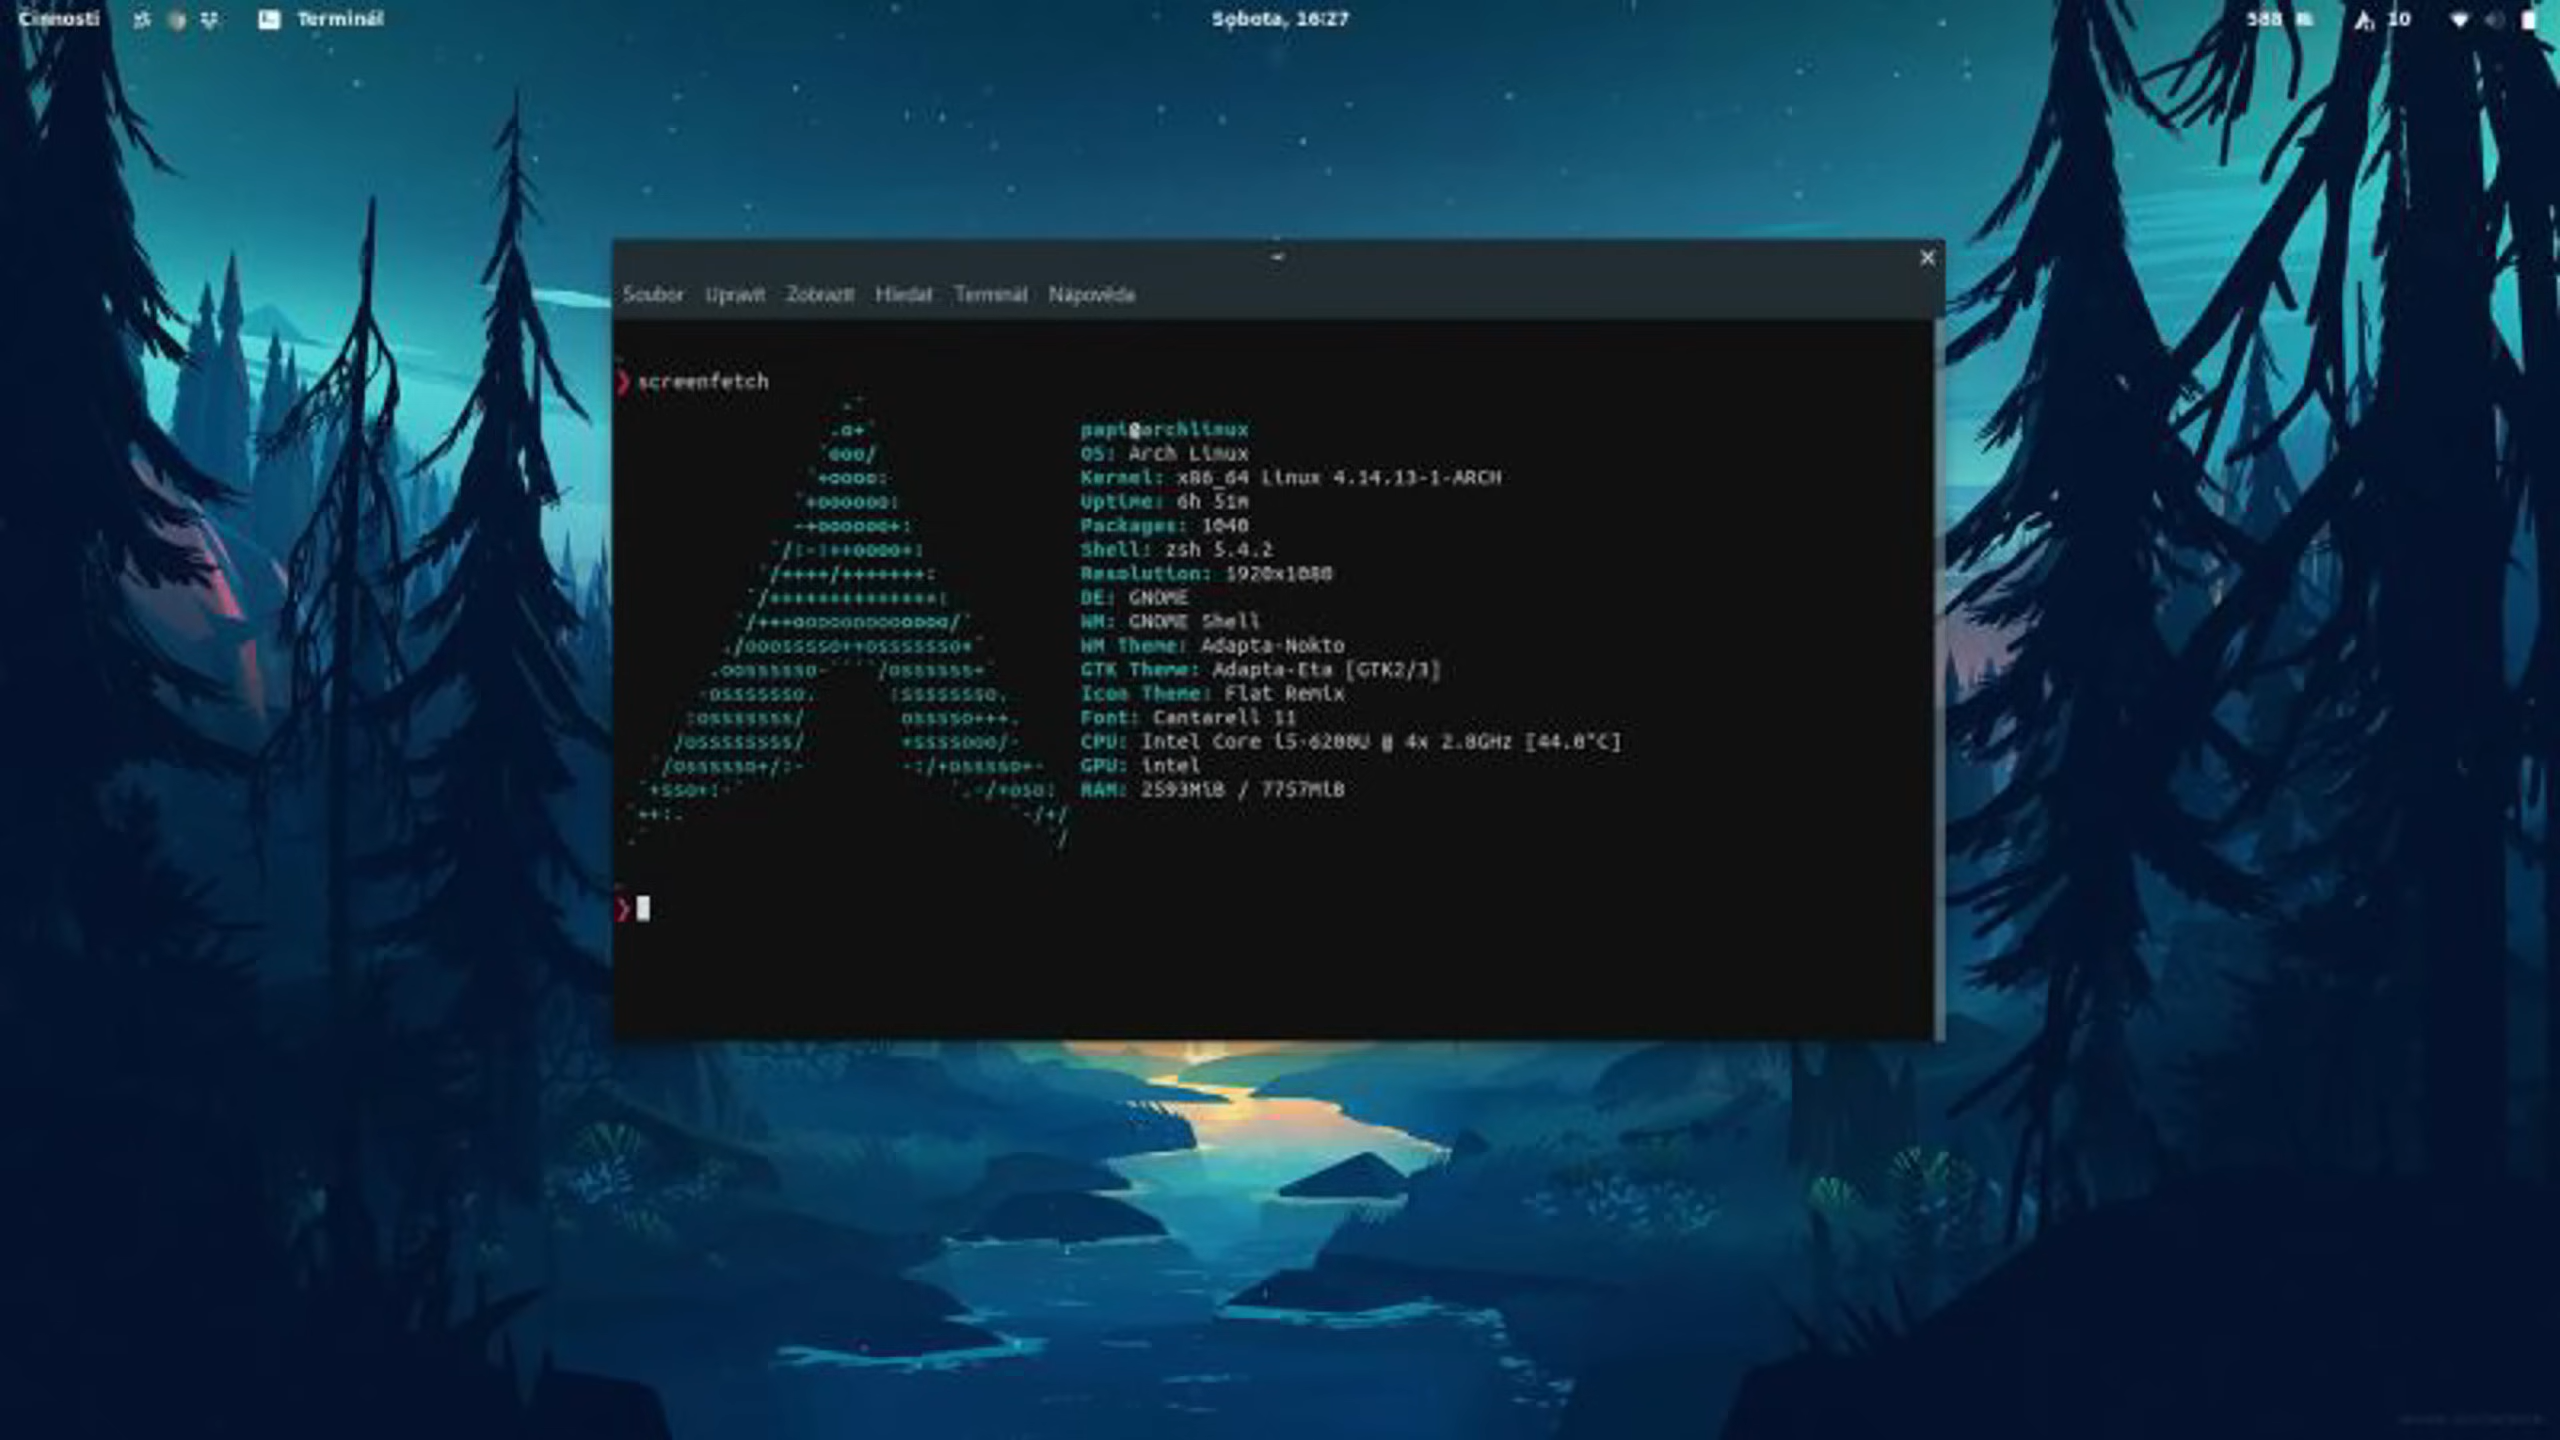 Činnosti Terminál Sobota, 16:27 588 10
Soubor Upravit Zobrazit Hledat Terminál Nápověda
❯ screenfetch
papi@archlinux
OS: Arch Linux
Kernel: x86_64 Linux 4.14.13-1-ARCH
Uptime: 6h 51m
Packages: 1040
Shell: zsh 5.4.2
Resolution: 1920x1080
DE: GNOME
WM: GNOME Shell
WM Theme: Adapta-Nokto
GTK Theme: Adapta-Eta [GTK2/3]
Icon Theme: Flat Remix
Font: Cantarell 11
CPU: Intel Core i5-6200U @ 4x 2.8GHz [44.0°C]
GPU: intel
RAM: 2593MiB / 7757MiB
❯